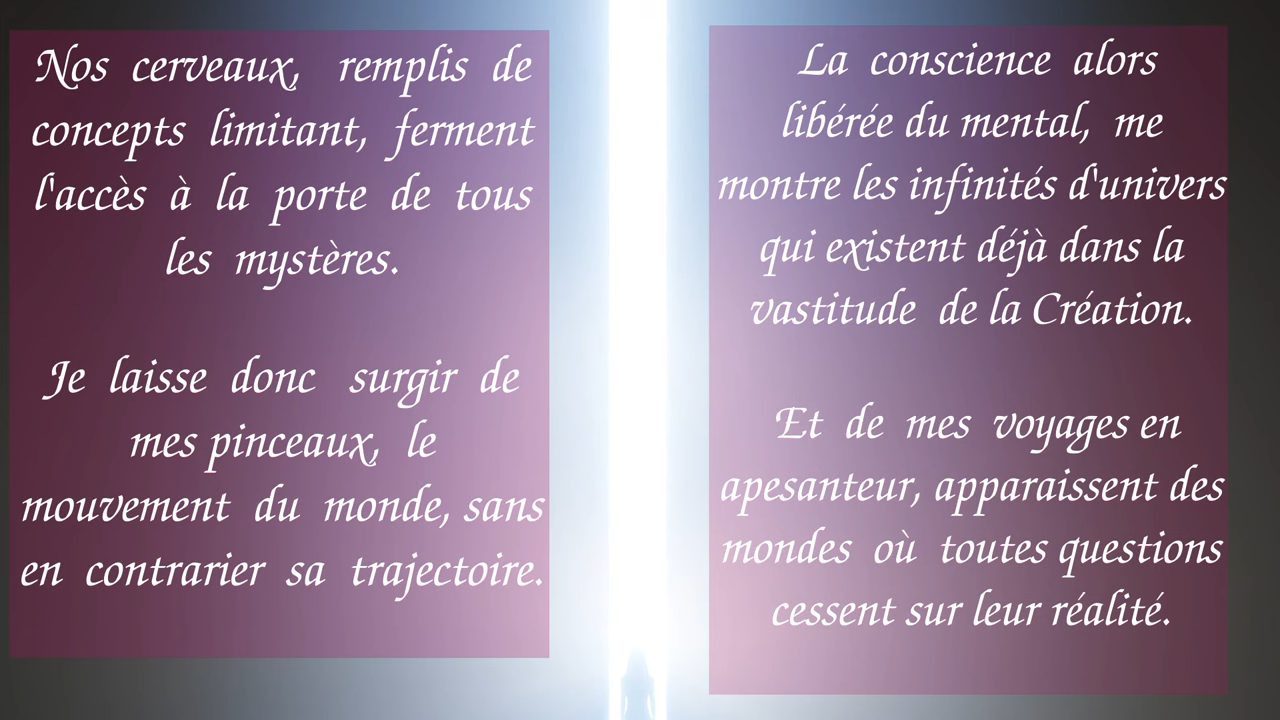 Nos cerveaux, remplis de
concepts limitant, ferment
l'accès à la porte de tous
les mystères.
Je laisse donc surgir de
mes pinceaux, le
mouvement du monde, sans
en contrarier sa trajectoire.
La conscience alors
libérée du mental, me
montre les infinités d'univers
qui existent déjà dans la
vastitude de la Création.
Et de mes voyages en
apesanteur, apparaissent des
mondes où toutes questions
cessent sur leur réalité.